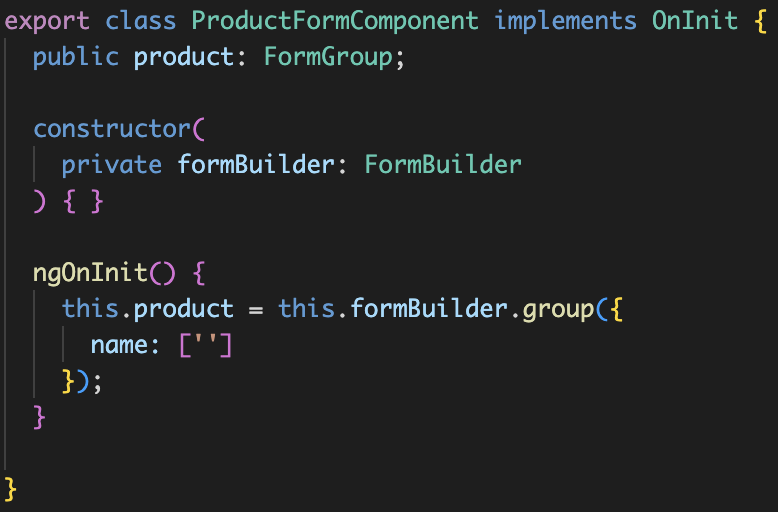 export class ProductFormComponent implements OnInit {
public product: FormGroup;
constructor(
private formBuilder: FormBuilder
) { }
ngOnInit() {
this.product = this.formBuilder.group({
name: ['']
});
}
}